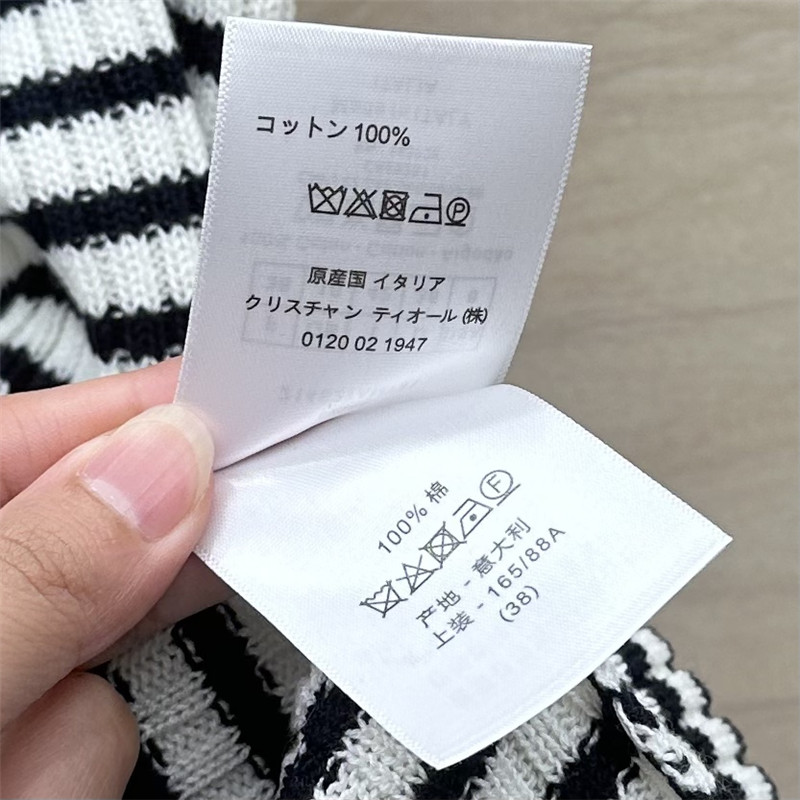 コットン 100%
P
原産国 イタリア
クリスチャン ティオール (株)
0120 02 1947
100% 棉
F
产地 - 意大利
上装 - 165/88A
(38)